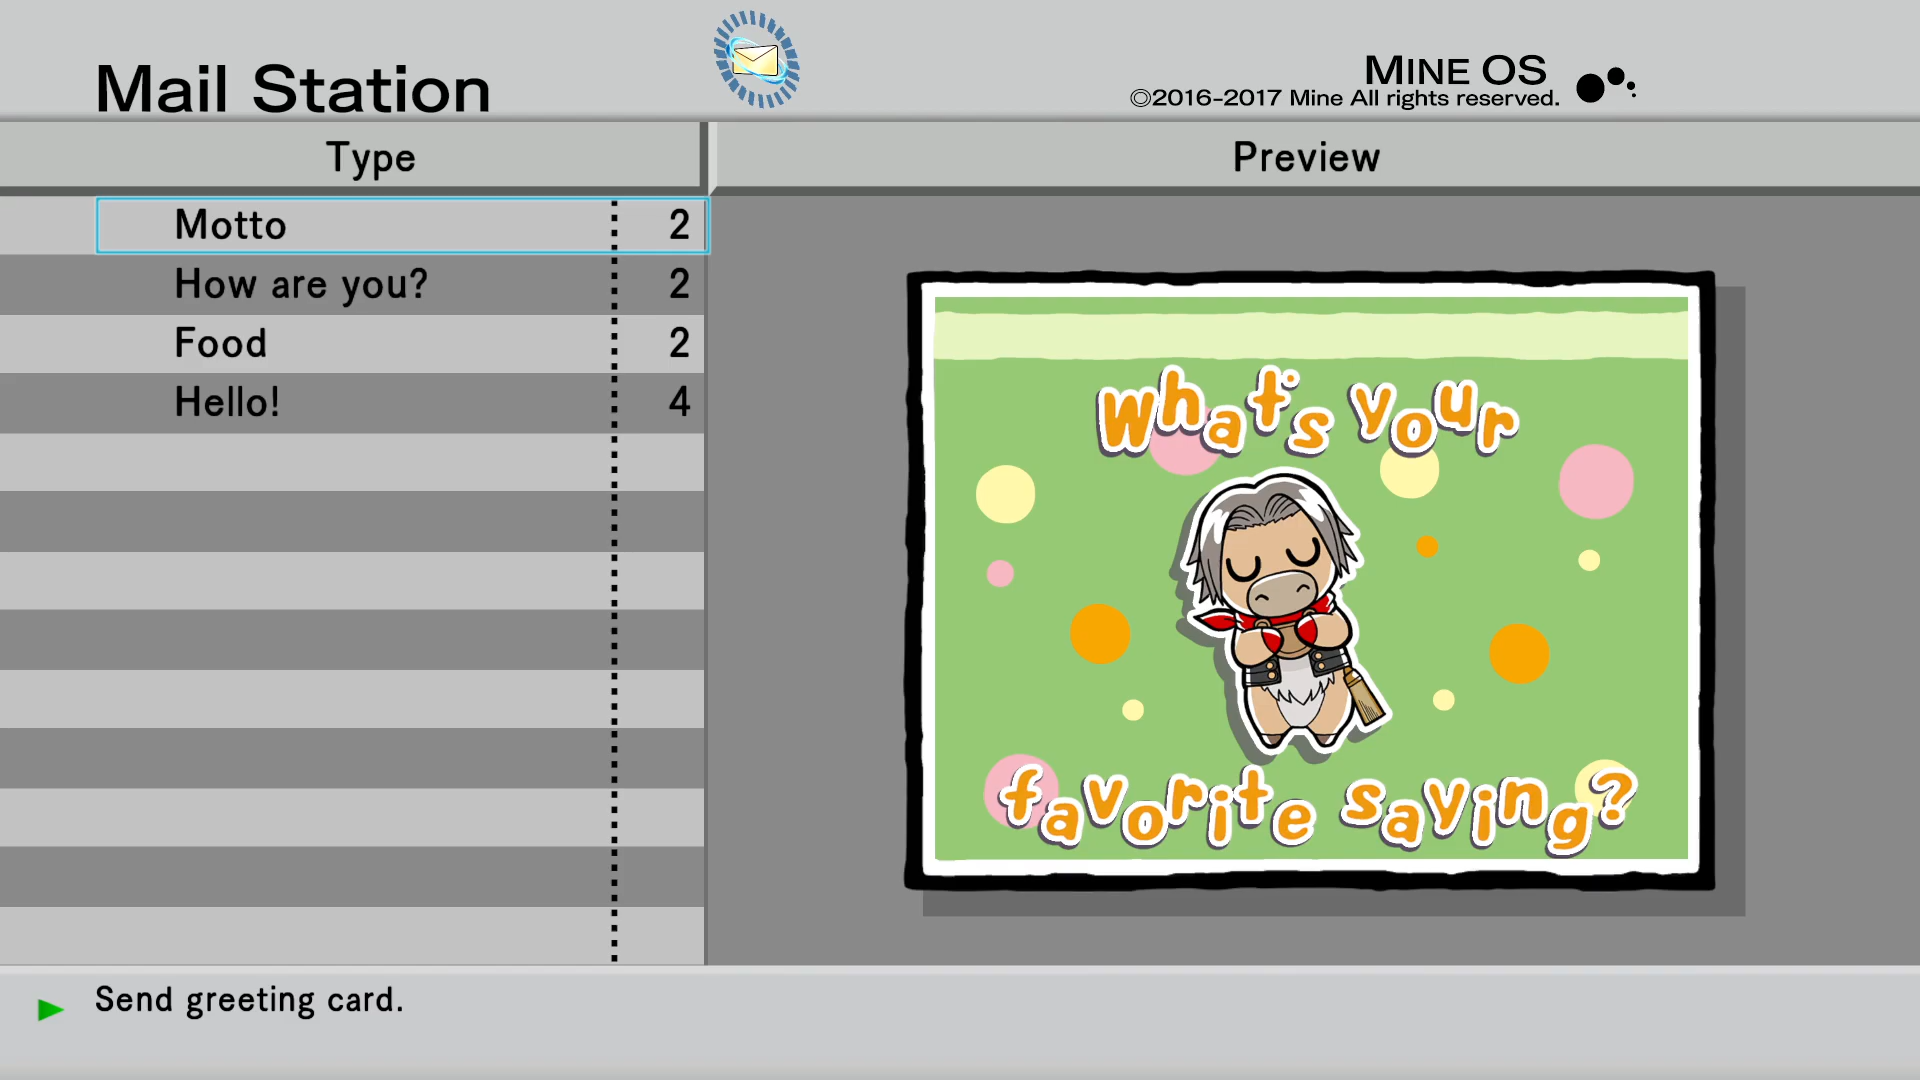 Mail Station
MINE OS
©2016-2017 Mine All rights reserved.
Type
Preview
Motto 2
How are you? 2
Food 2
Hello! 4
What's your
favorite saying?
Send greeting card.